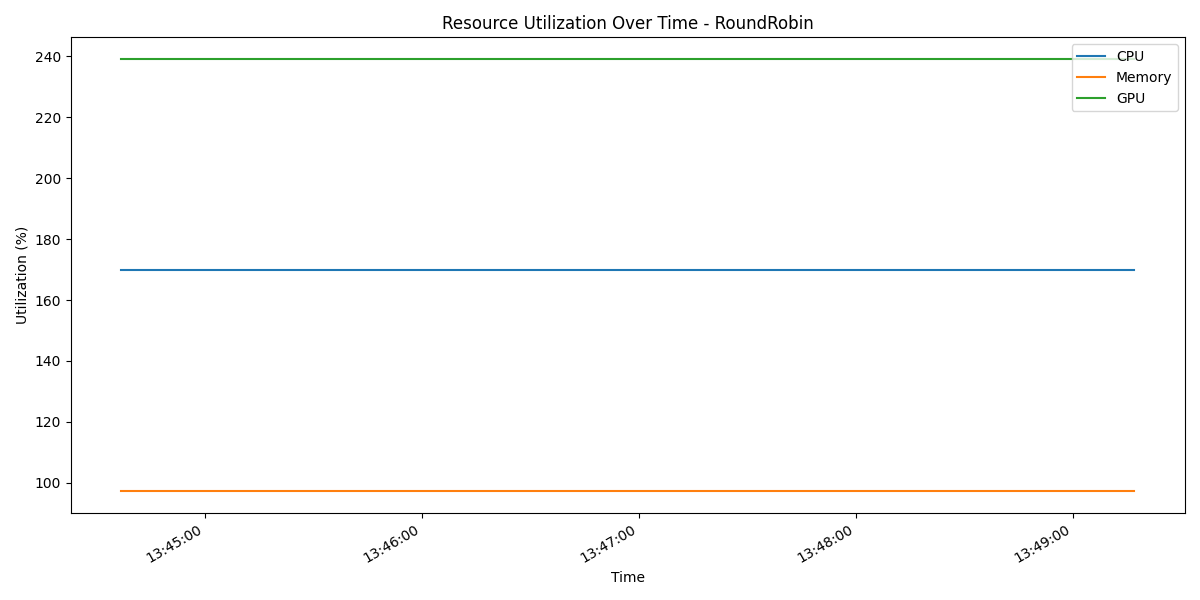 Resource Utilization Over Time - RoundRobin
CPU
Memory
GPU
240
220
200
180
160
140
120
100
Utilization (%)
13:45:00
13:46:00
13:47:00
13:48:00
13:49:00
Time